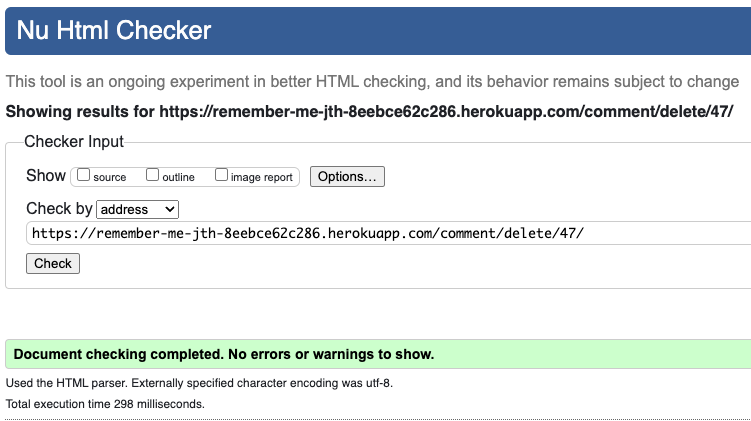 Nu Html Checker
This tool is an ongoing experiment in better HTML checking, and its behavior remains subject to change
Showing results for https://remember-me-jth-8eebce62c286.herokuapp.com/comment/delete/47/
Checker Input
Show source outline image report Options...
Check by address
https://remember-me-jth-8eebce62c286.herokuapp.com/comment/delete/47/
Check
Document checking completed. No errors or warnings to show.
Used the HTML parser. Externally specified character encoding was utf-8.
Total execution time 298 milliseconds.